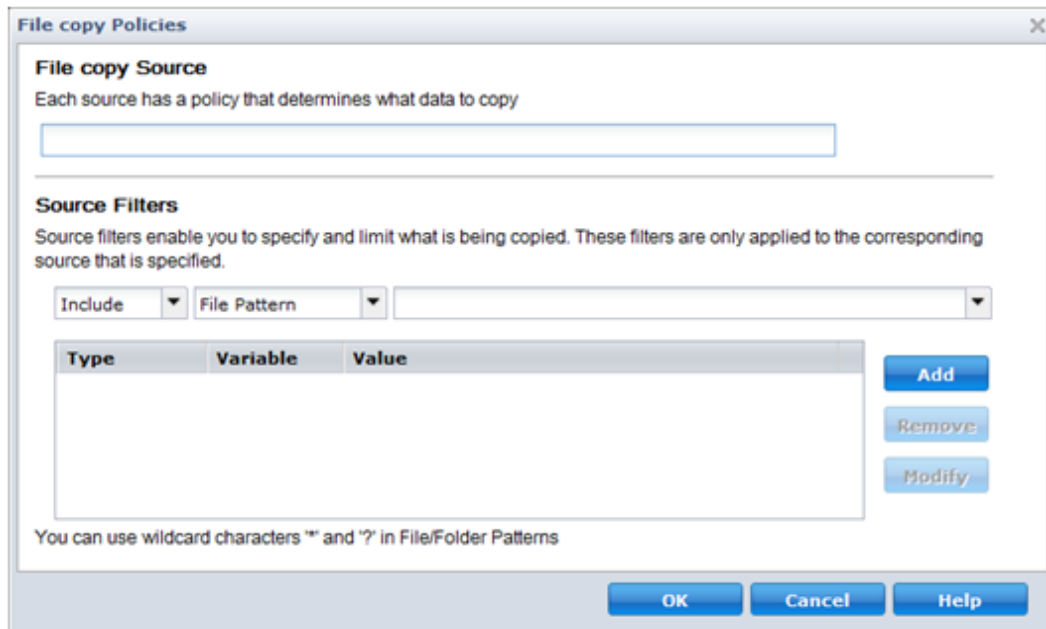 File copy Policies
File copy Source
Each source has a policy that determines what data to copy
Source Filters
Source filters enable you to specify and limit what is being copied. These filters are only applied to the corresponding
source that is specified.
Include File Pattern
Type Variable Value
Add
Remove
Modify
You can use wildcard characters '*' and '?' in File/Folder Patterns
OK Cancel Help